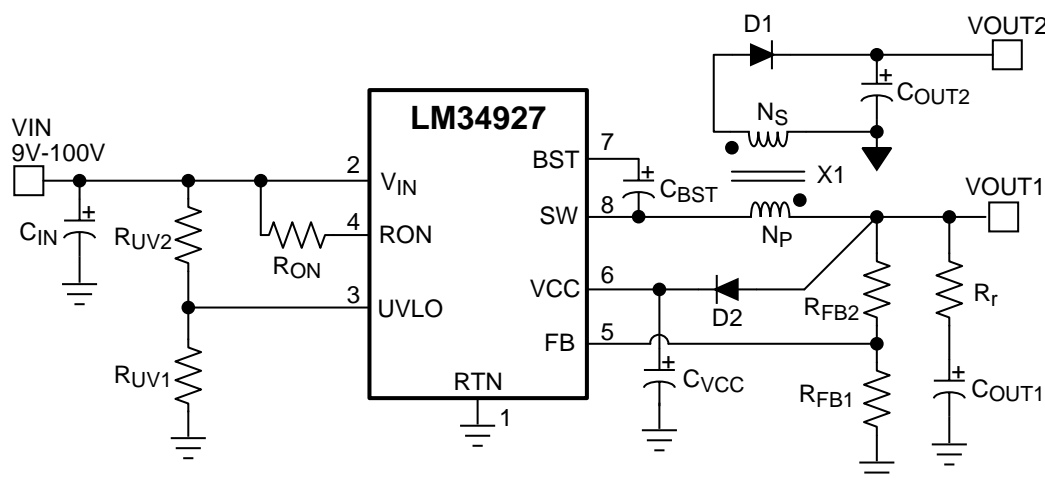 D1
VOUT2
+
COUT2
LM34927
NS
VIN
9V-100V
7
BST
2
VIN
+
CBST
X1
VOUT1
+
CIN
RUV2
4
RON
RON
8
SW
NP
3
UVLO
6
VCC
D2
RFB2
Rr
5
FB
RUV1
+
CVCC
RFB1
+
COUT1
RTN
1